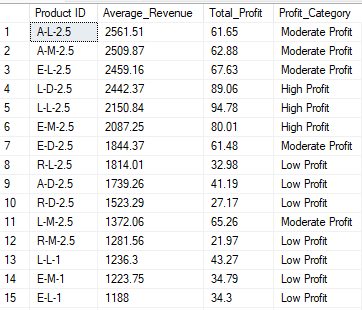 Product ID Average_Revenue Total_Profit Profit_Category
1 A-L-2.5 2561.51 61.65 Moderate Profit
2 A-M-2.5 2509.87 62.88 Moderate Profit
3 E-L-2.5 2459.16 67.63 Moderate Profit
4 L-D-2.5 2442.37 89.06 High Profit
5 L-L-2.5 2150.84 94.78 High Profit
6 E-M-2.5 2087.25 80.01 High Profit
7 E-D-2.5 1844.37 61.48 Moderate Profit
8 R-L-2.5 1814.01 32.98 Low Profit
9 A-D-2.5 1739.26 41.19 Low Profit
10 R-D-2.5 1523.29 27.17 Low Profit
11 L-M-2.5 1372.06 65.26 Moderate Profit
12 R-M-2.5 1281.56 21.97 Low Profit
13 L-L-1 1236.3 43.27 Low Profit
14 E-M-1 1223.75 34.79 Low Profit
15 E-L-1 1188 34.3 Low Profit